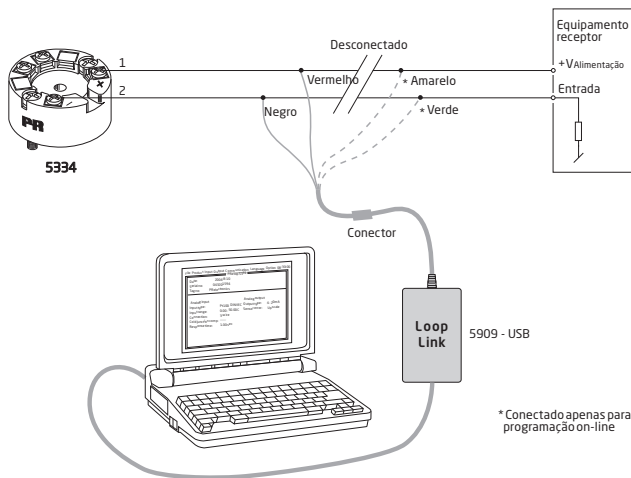 Equipamento
receptor
+VAlimentação
Entrada
Desconectado
1
2
Vermelho
* Amarelo
Negro
* Verde
PR
5334
Conector
Loop
Link
5909 - USB
* Conectado apenas para
programação on-line